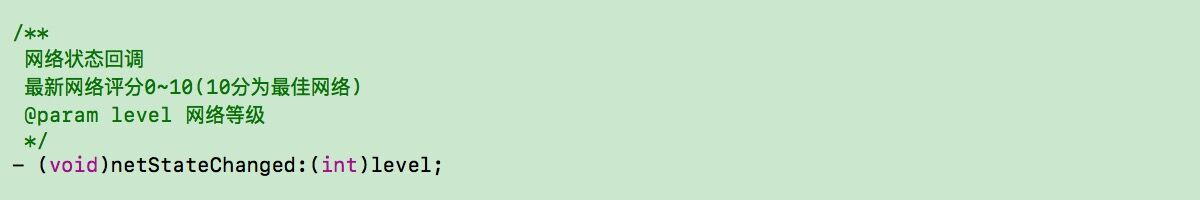 /**
网络状态回调
最新网络评分0~10(10分为最佳网络)
@param level 网络等级
*/
- (void)netStateChanged:(int)level;